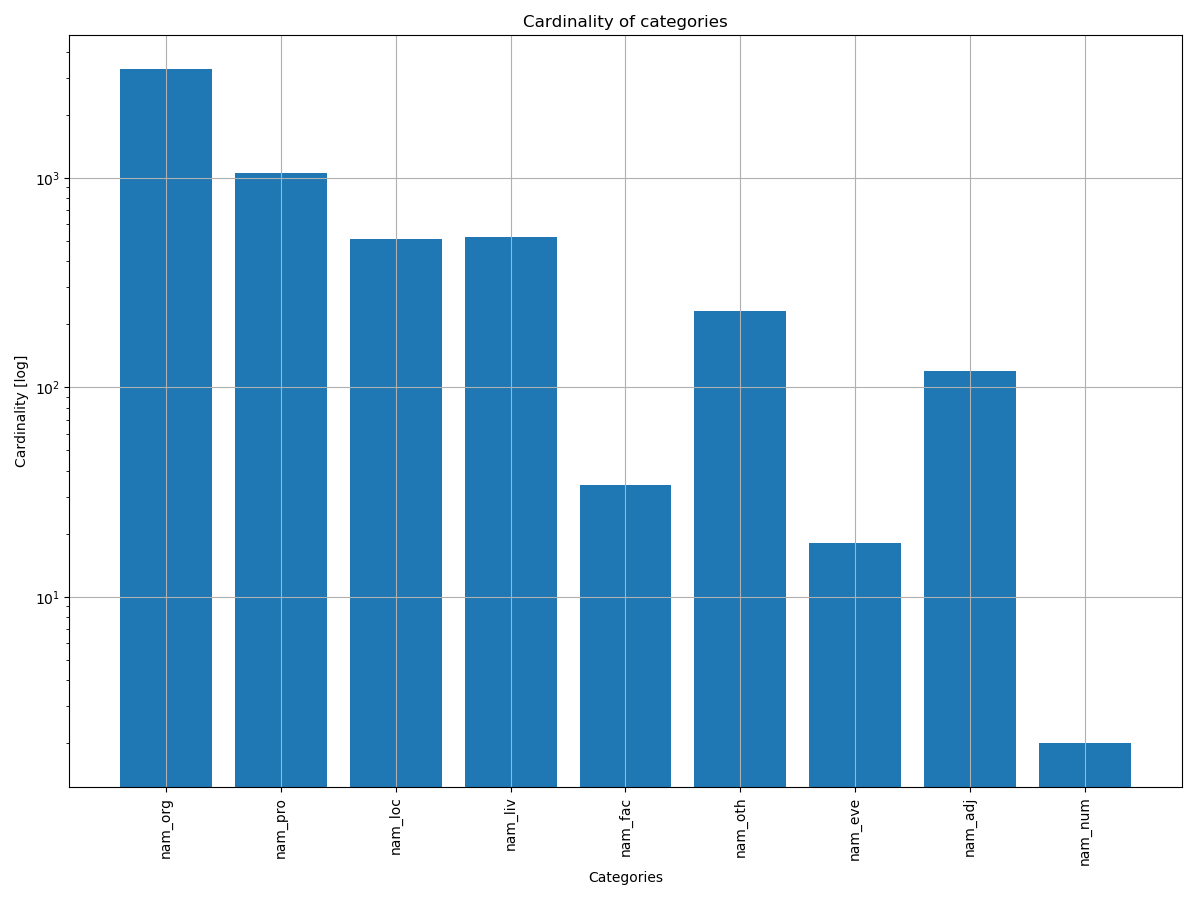 Cardinality of categories
Cardinality [log]
10³
10²
10¹
nam_org
nam_pro
nam_loc
nam_liv
nam_fac
nam_oth
nam_eve
nam_adj
nam_num
Categories